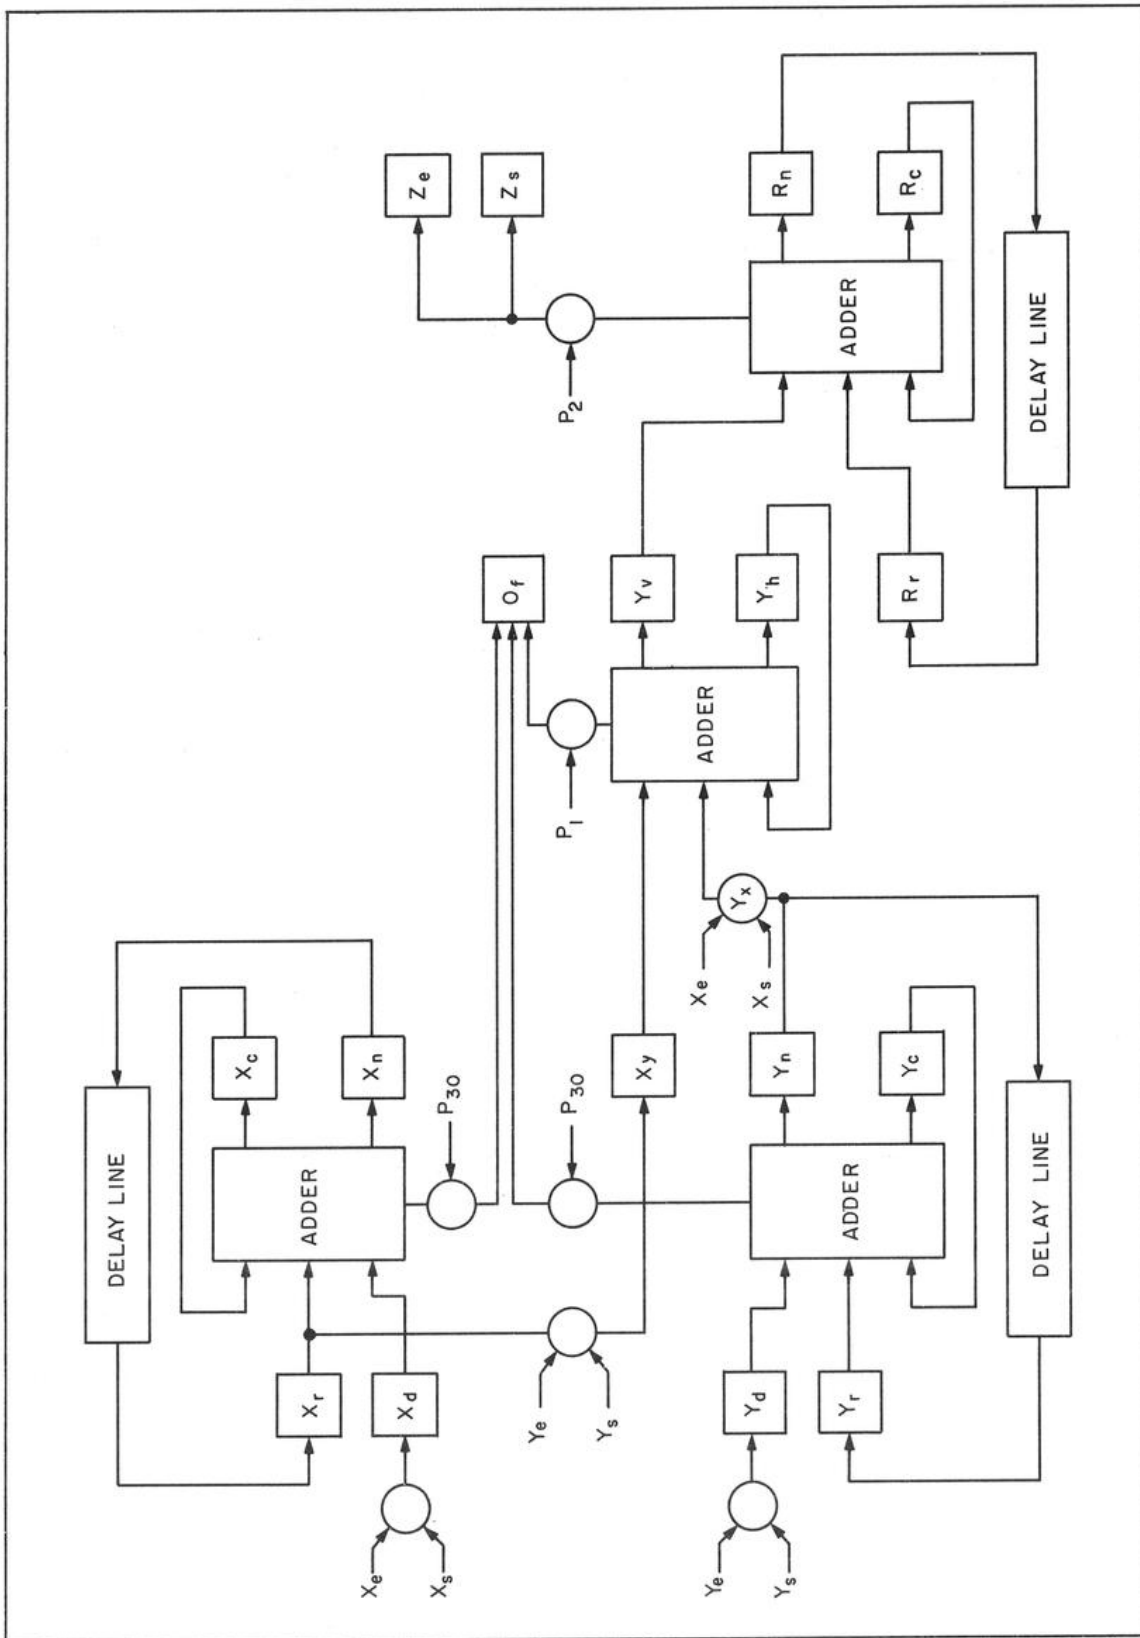 DELAY LINE
Xc
Xn
ADDER
P30
Xr
Xd
Xe
Xs
Ye
Ys
P30
Xy
Yn
Yc
ADDER
Yd
Yr
Ye
Ys
DELAY LINE
Xe
Xs
Yx
Of
P1
ADDER
Yv
Yh
Ze
Zs
P2
ADDER
Rn
Rc
Rr
DELAY LINE